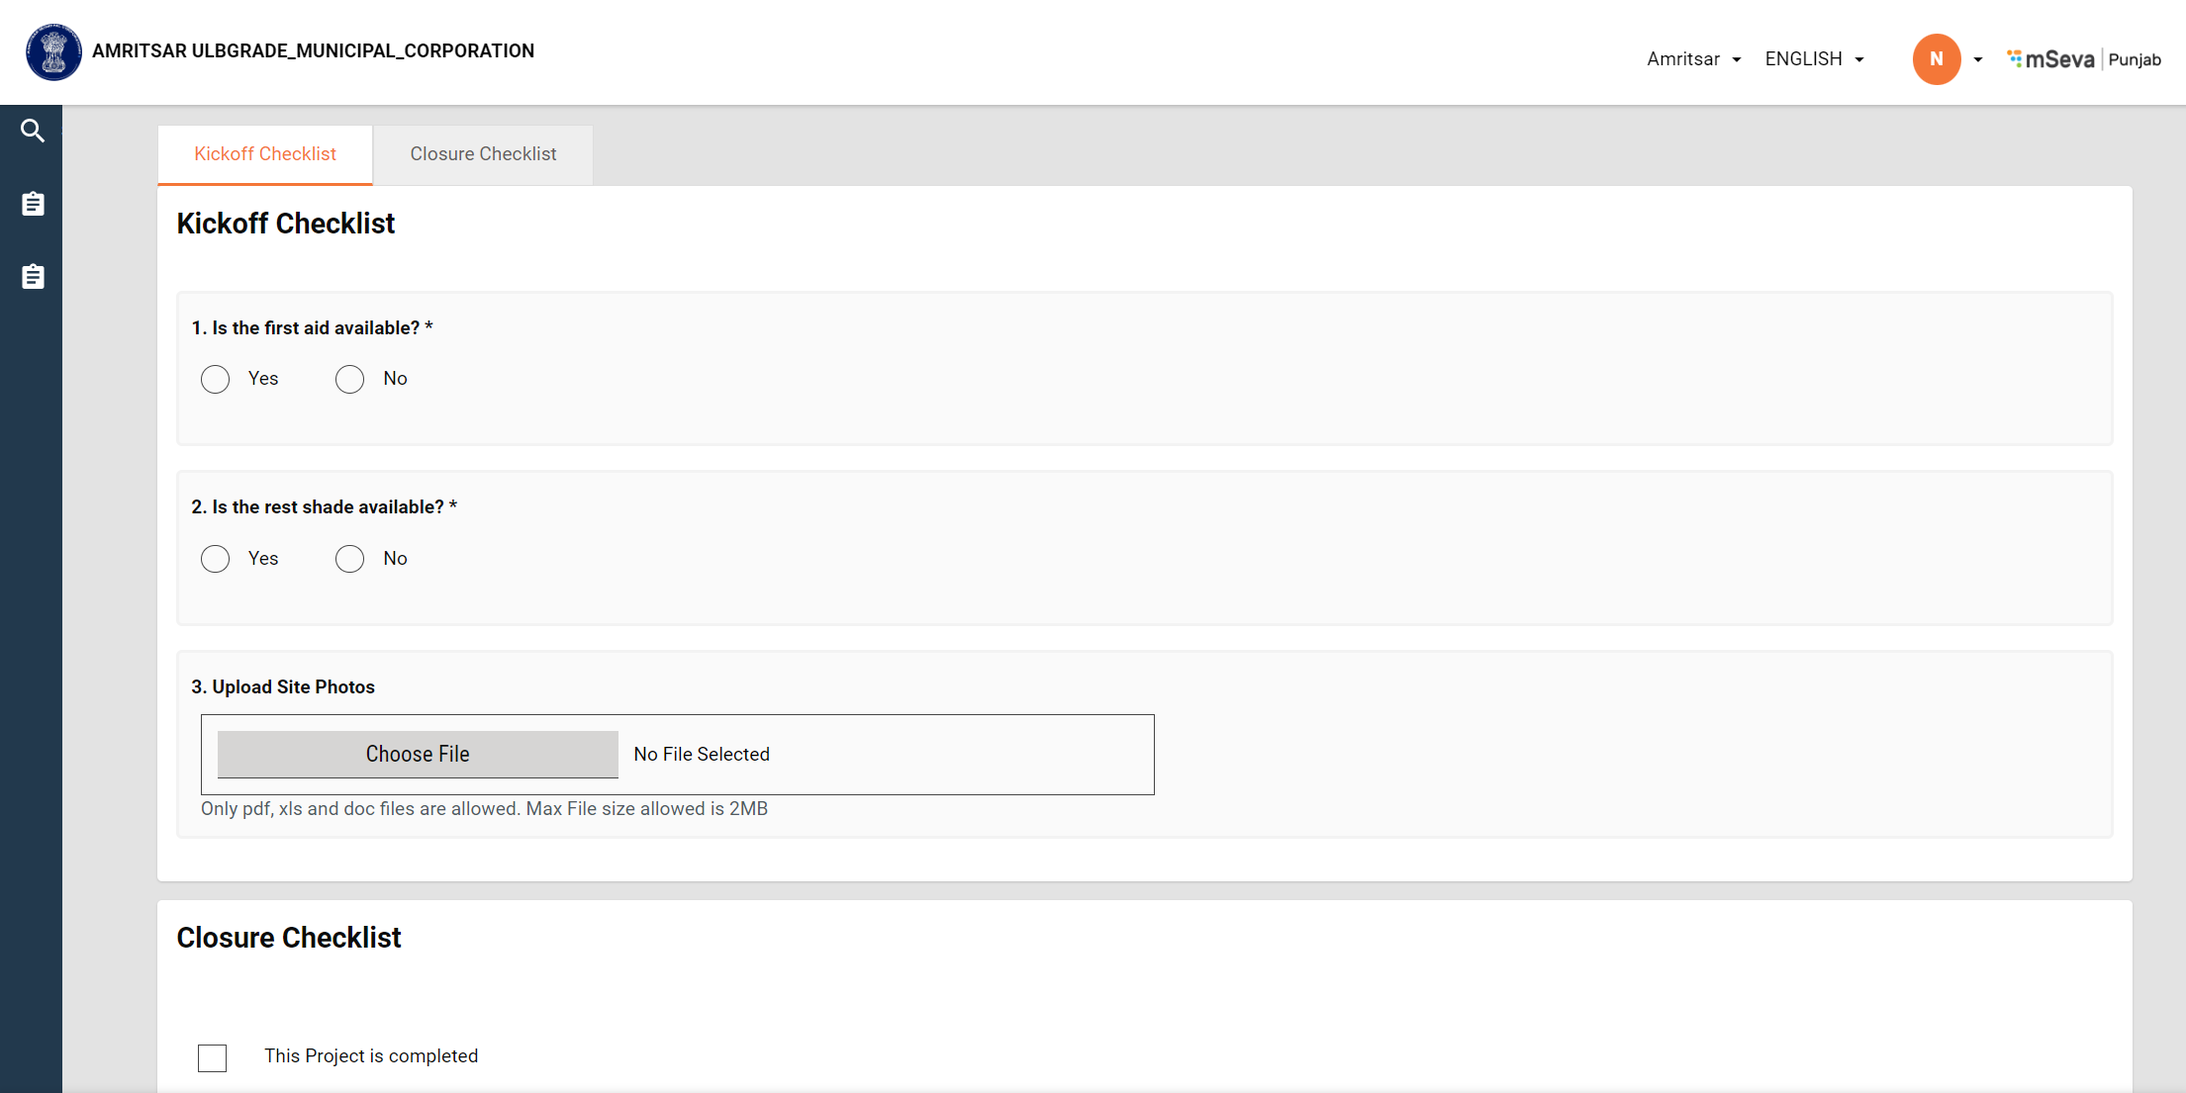 AMRITSAR ULBGRADE_MUNICIPAL_CORPORATION
Amritsar
ENGLISH
N
mSeva | Punjab
Kickoff Checklist
Closure Checklist
Kickoff Checklist
1. Is the first aid available? *
Yes
No
2. Is the rest shade available? *
Yes
No
3. Upload Site Photos
Choose File
No File Selected
Only pdf, xls and doc files are allowed. Max File size allowed is 2MB
Closure Checklist
This Project is completed